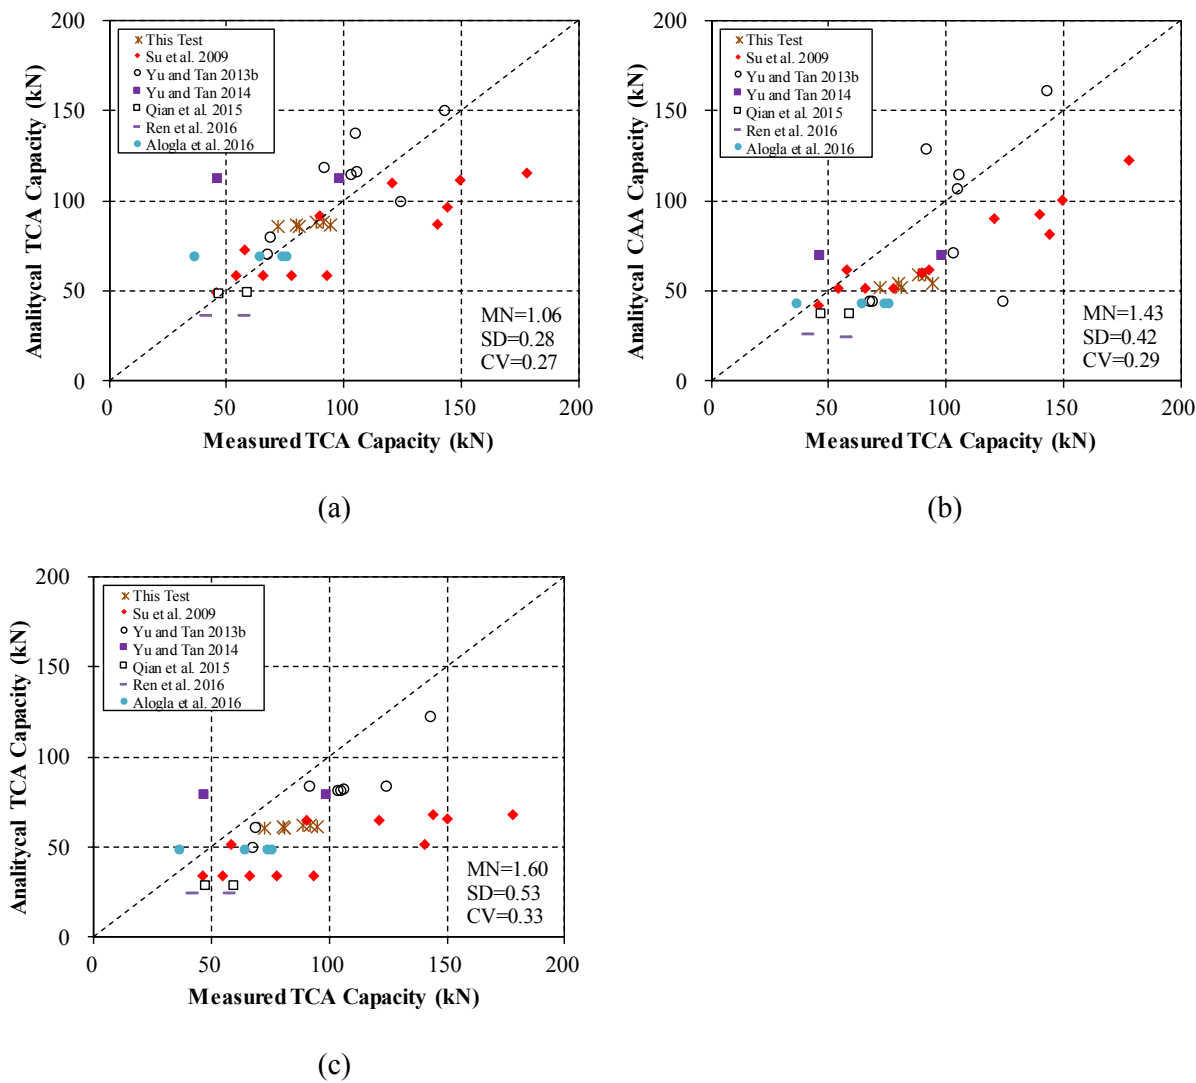 (a)
200
150
100
50
0
0 50 100 150 200
Analitycal TCA Capacity (kN)
Measured TCA Capacity (kN)
This Test
Su et al. 2009
Yu and Tan 2013b
Yu and Tan 2014
Qian et al. 2015
Ren et al. 2016
Alogla et al. 2016
MN=1.06
SD=0.28
CV=0.27
(b)
200
150
100
50
0
0 50 100 150 200
Analitycal CAA Capacity (kN)
Measured TCA Capacity (kN)
This Test
Su et al. 2009
Yu and Tan 2013b
Yu and Tan 2014
Qian et al. 2015
Ren et al. 2016
Alogla et al. 2016
MN=1.43
SD=0.42
CV=0.29
(c)
200
150
100
50
0
0 50 100 150 200
Analitycal TCA Capacity (kN)
Measured TCA Capacity (kN)
This Test
Su et al. 2009
Yu and Tan 2013b
Yu and Tan 2014
Qian et al. 2015
Ren et al. 2016
Alogla et al. 2016
MN=1.60
SD=0.53
CV=0.33